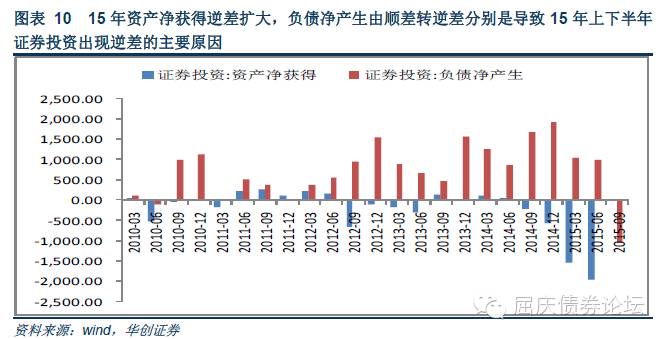 图表 10 15 年资产净获得逆差扩大，负债净产生由顺差转逆差分别是导致 15 年上下半年
证券投资出现逆差的主要原因
证券投资:资产净获得 证券投资:负债净产生
2,500.00
2,000.00
1,500.00
1,000.00
500.00
0.00
-500.00
-1,000.00
-1,500.00
-2,000.00
-2,500.00
2010-03 2010-06 2010-09 2010-12 2011-03 2011-06 2011-09 2011-12 2012-03 2012-06 2012-09 2012-12 2013-03 2013-06 2013-09 2013-12 2014-03 2014-06 2014-09 2014-12 2015-03 2015-06 2015-09
屈庆债券论坛
资料来源：wind，华创证券